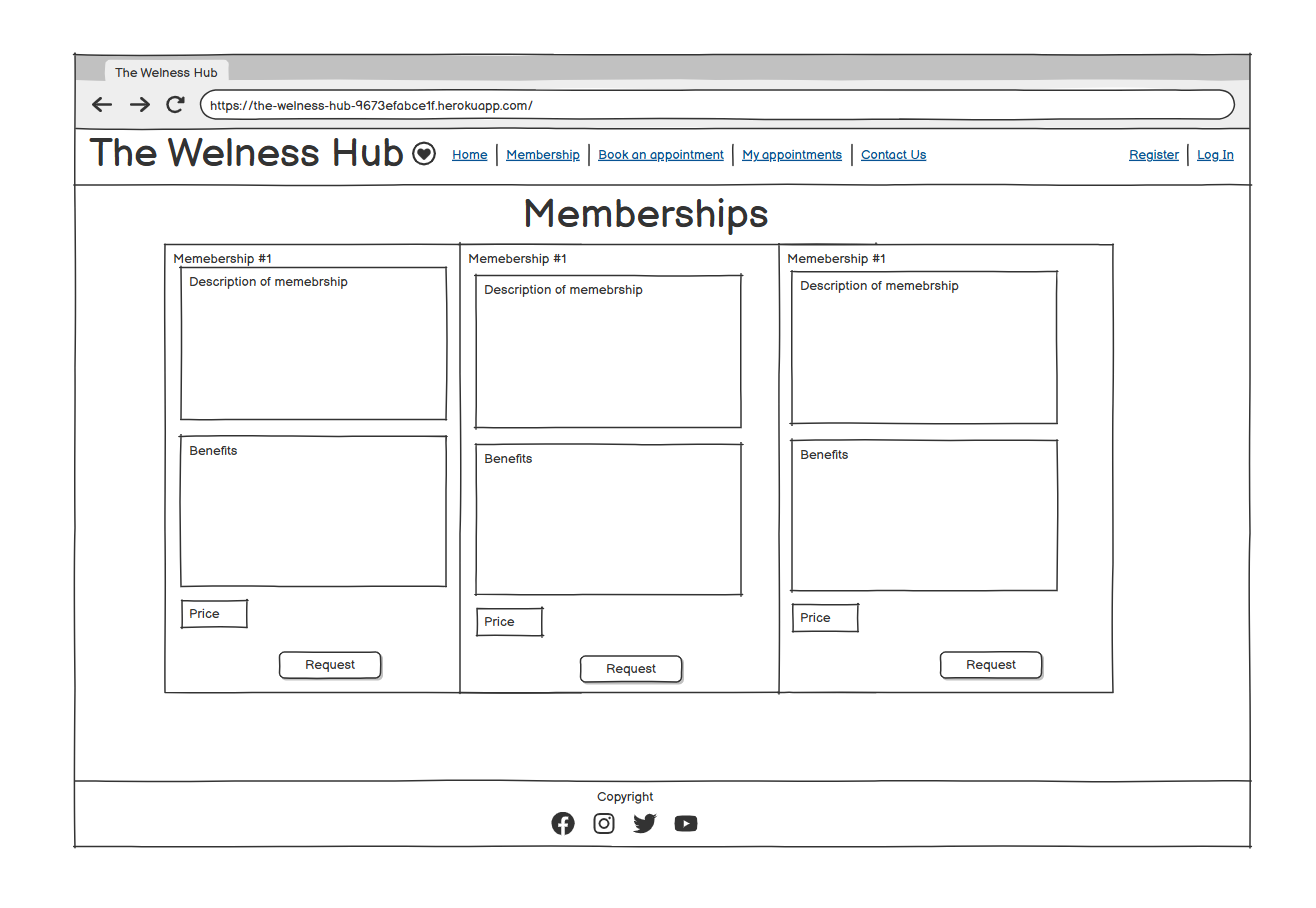 The Welness Hub
https://the-welness-hub-9673efabce1f.herokuapp.com/
The Welness Hub Home Membership Book an appointment My appointments Contact Us Register Log In
Memberships
Memebership #1
Description of memebrship
Benefits
Price
Request
Memebership #1
Description of memebrship
Benefits
Price
Request
Memebership #1
Description of memebrship
Benefits
Price
Request
Copyright